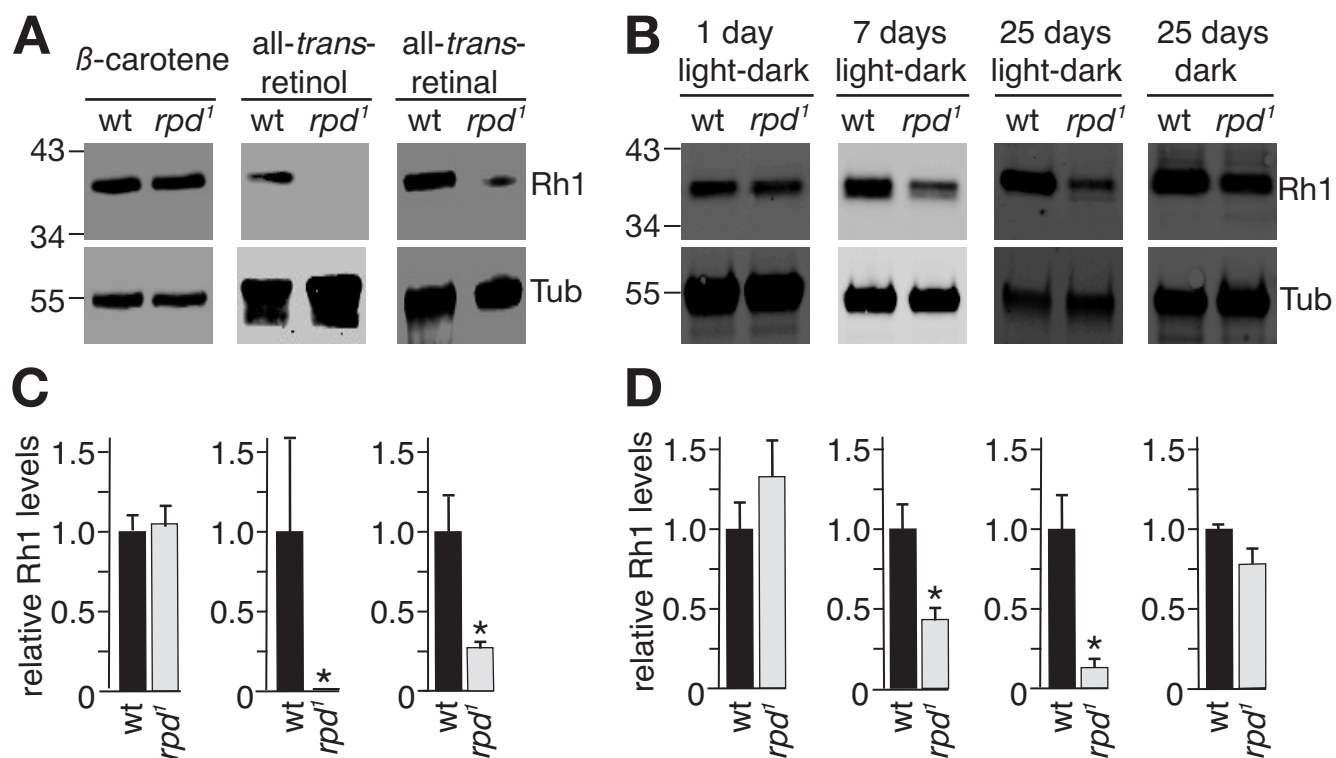 A
ß-carotene
all-trans-
retinol
all-trans-
retinal
wt rpd¹
wt rpd¹
wt rpd¹
43
34
Rh1
55
Tub
B
1 day
light-dark
7 days
light-dark
25 days
light-dark
25 days
dark
wt rpd¹
wt rpd¹
wt rpd¹
wt rpd¹
43
34
Rh1
55
Tub
C
relative Rh1 levels
1.5
1.0
0.5
0
wt
rpd¹
1.5
1.0
0.5
0
*
wt
rpd¹
1.5
1.0
0.5
0
*
wt
rpd¹
D
relative Rh1 levels
1.5
1.0
0.5
0
wt
rpd¹
1.5
1.0
0.5
0
*
wt
rpd¹
1.5
1.0
0.5
0
*
wt
rpd¹
1.5
1.0
0.5
0
wt
rpd¹